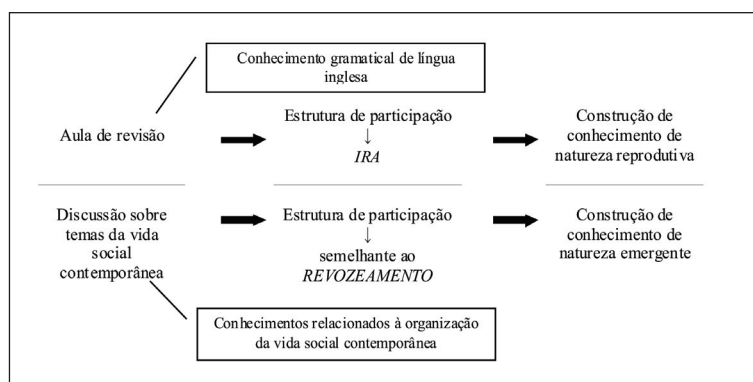 Conhecimento gramatical de língua
inglesa
Aula de revisão
Estrutura de participação
↓
IRA
Construção de
conhecimento de
natureza reprodutiva
Discussão sobre
temas da vida
social
contemporânea
Estrutura de participação
↓
semelhante ao
REVOZEAMENTO
Construção de
conhecimento de
natureza emergente
Conhecimentos relacionados à organização
da vida social contemporânea